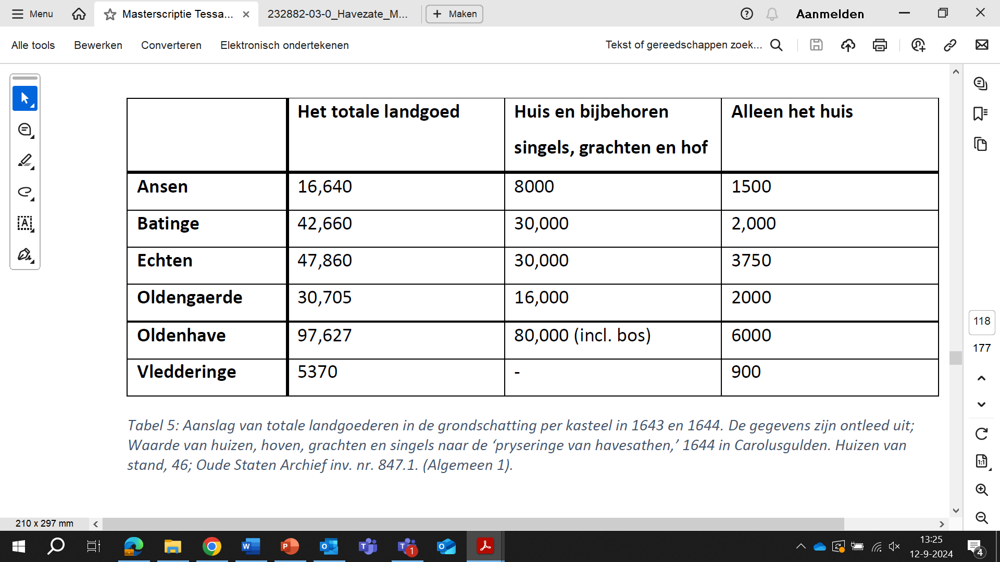 Menu
Masterscriptie Tessa...
232882-03-0_Havezate_M...
Maken
Aanmelden
Alle tools
Bewerken
Converteren
Elektronisch ondertekenen
Tekst of gereedschappen zoek...
Het totale landgoed
Huis en bijbehoren
singels, grachten en hof
Alleen het huis
Ansen 16,640 8000 1500
Batinge 42,660 30,000 2,000
Echten 47,860 30,000 3750
Oldengaerde 30,705 16,000 2000
Oldenhave 97,627 80,000 (incl. bos) 6000
Vledderinge 5370 - 900
Tabel 5: Aanslag van totale landgoederen in de grondschatting per kasteel in 1643 en 1644. De gegevens zijn ontleed uit;
Waarde van huizen, hoven, grachten en singels naar de ‘pryseringe van havesathen,’ 1644 in Carolusgulden. Huizen van
stand, 46; Oude Staten Archief inv. nr. 847.1. (Algemeen 1).
118
177
1:1
210 x 297 mm
1
13:25
12-9-2024
4